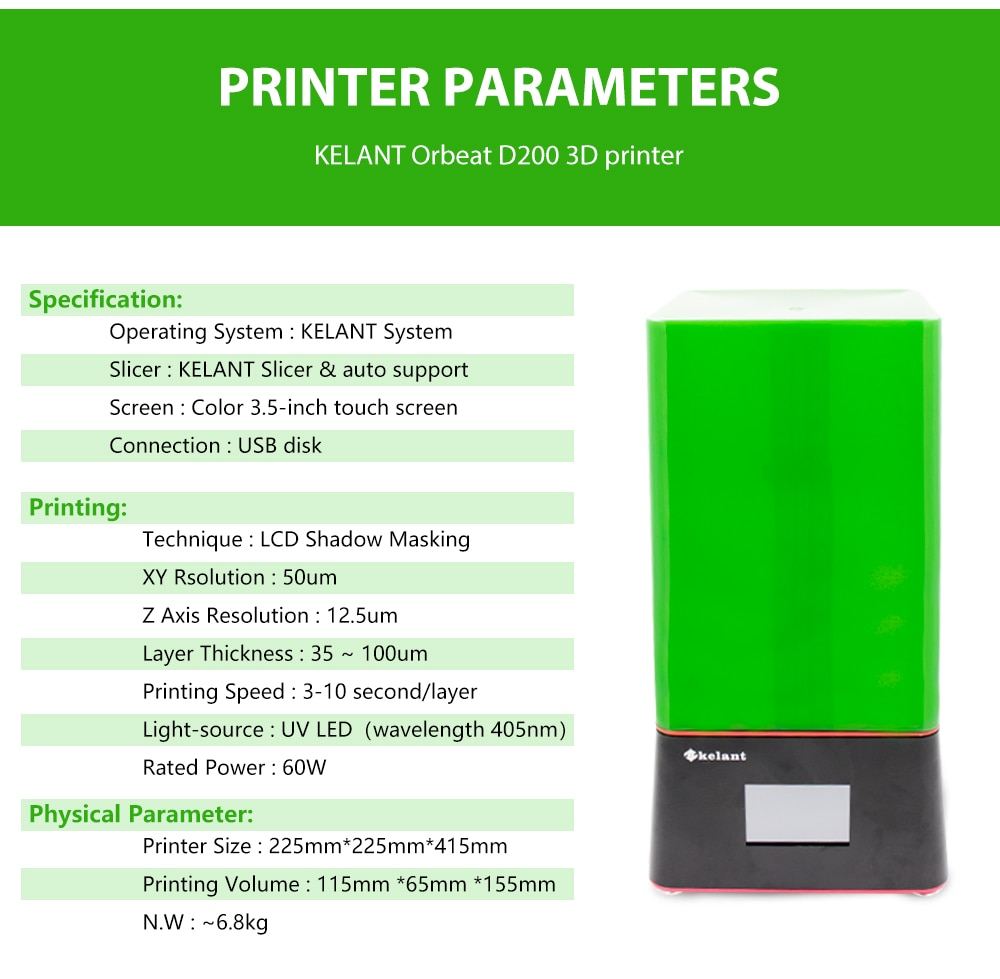 PRINTER PARAMETERS
KELANT Orbeat D200 3D printer
Specification:
Operating System : KELANT System
Slicer : KELANT Slicer & auto support
Screen : Color 3.5-inch touch screen
Connection : USB disk
Printing:
Technique : LCD Shadow Masking
XY Rsolution : 50um
Z Axis Resolution : 12.5um
Layer Thickness : 35 ~ 100um
Printing Speed : 3-10 second/layer
Light-source : UV LED（wavelength 405nm）
Rated Power : 60W
Physical Parameter:
Printer Size : 225mm*225mm*415mm
Printing Volume : 115mm *65mm *155mm
N.W : ~6.8kg
kelant